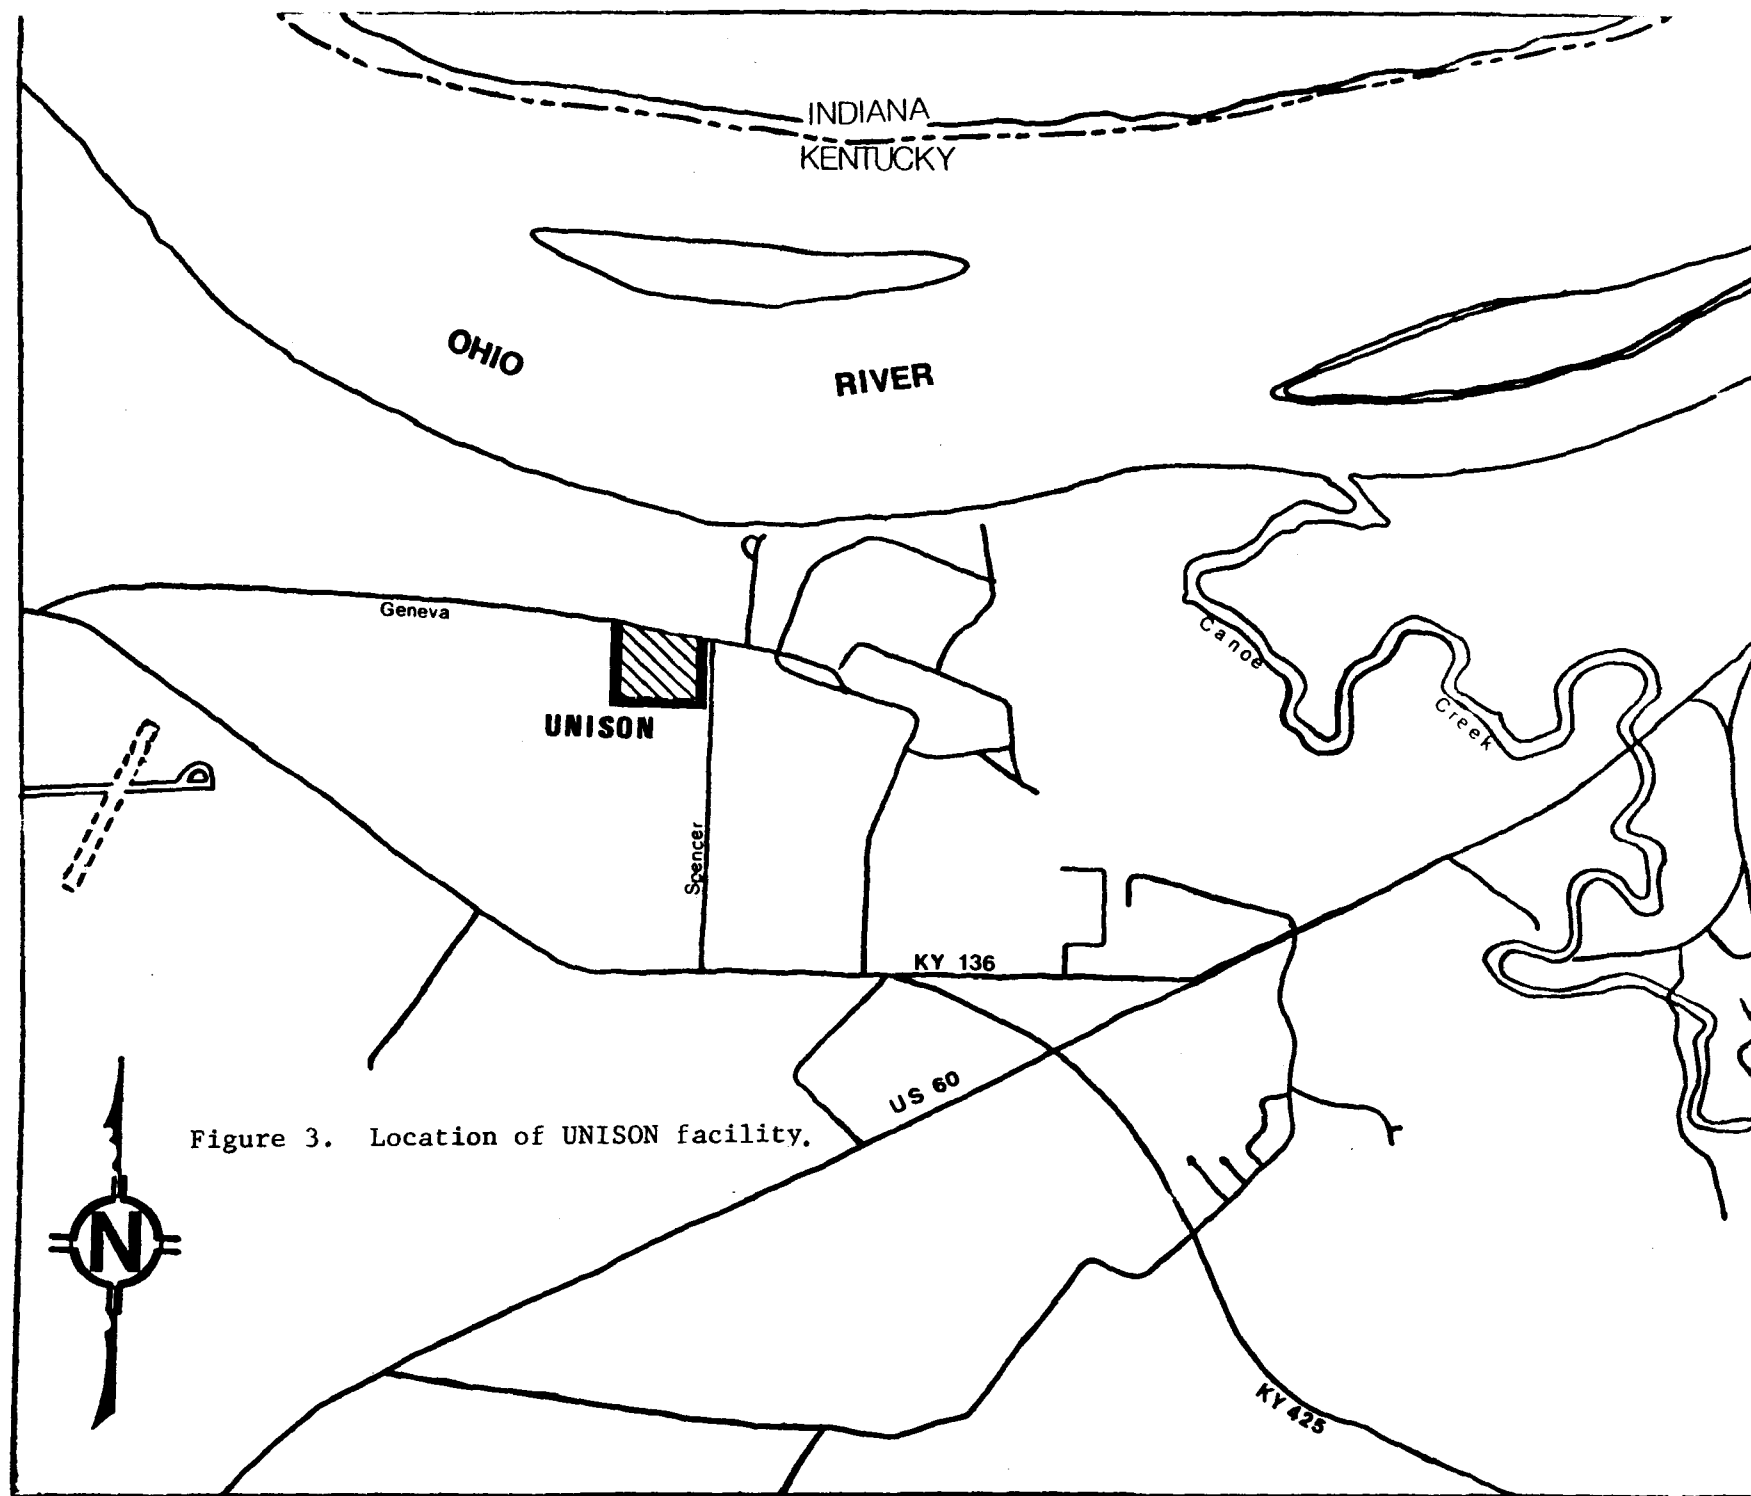 INDIANA
KENTUCKY
OHIO
RIVER
Geneva
Canoe
Creek
UNISON
Spencer
KY 136
US 60
Figure 3. Location of UNISON facility.
N
KY 425